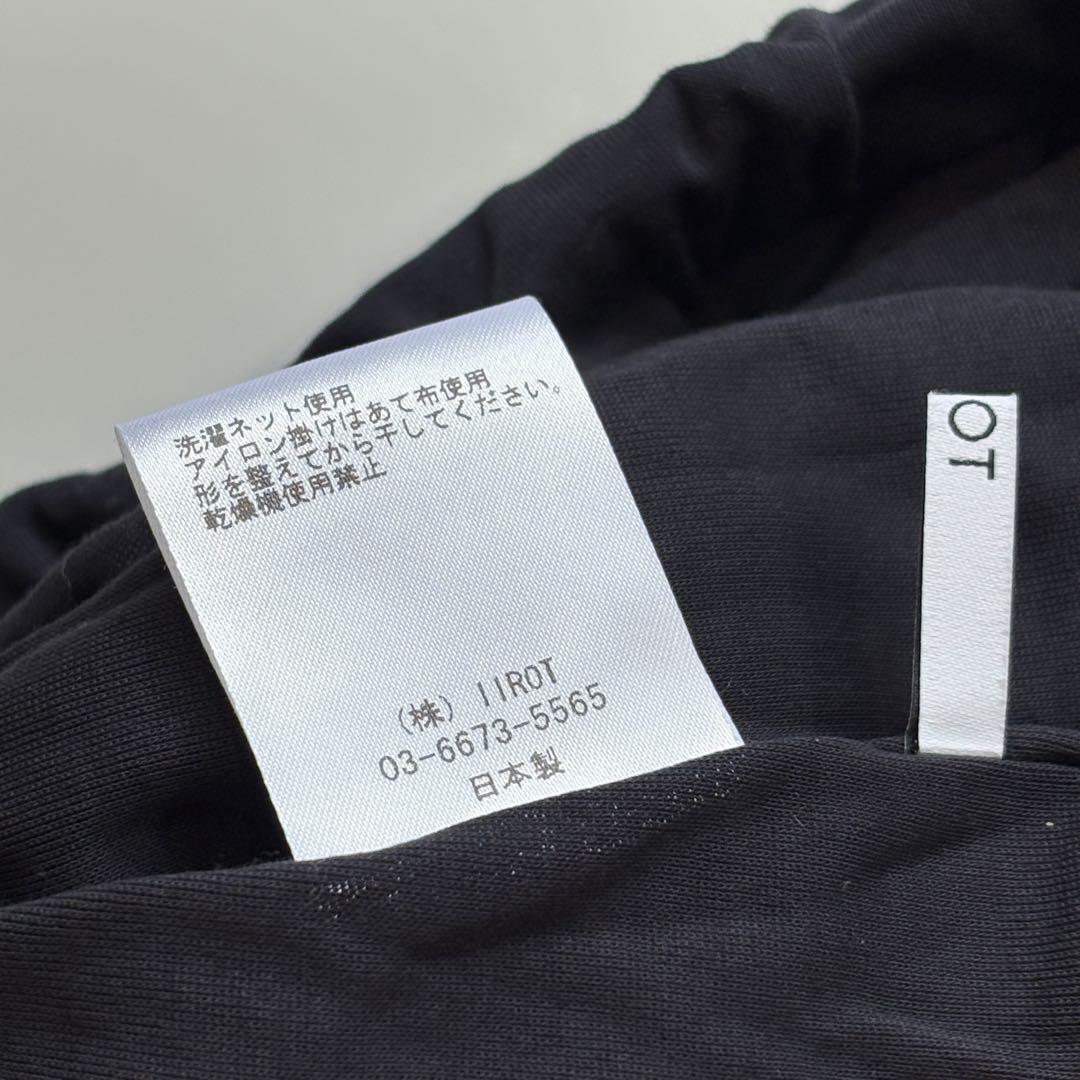 洗濯ネット使用
アイロン掛けはあて布使用
形を整えてから干してください。
乾燥機使用禁止
(株) IIROT
03-6673-5565
日本製
OT